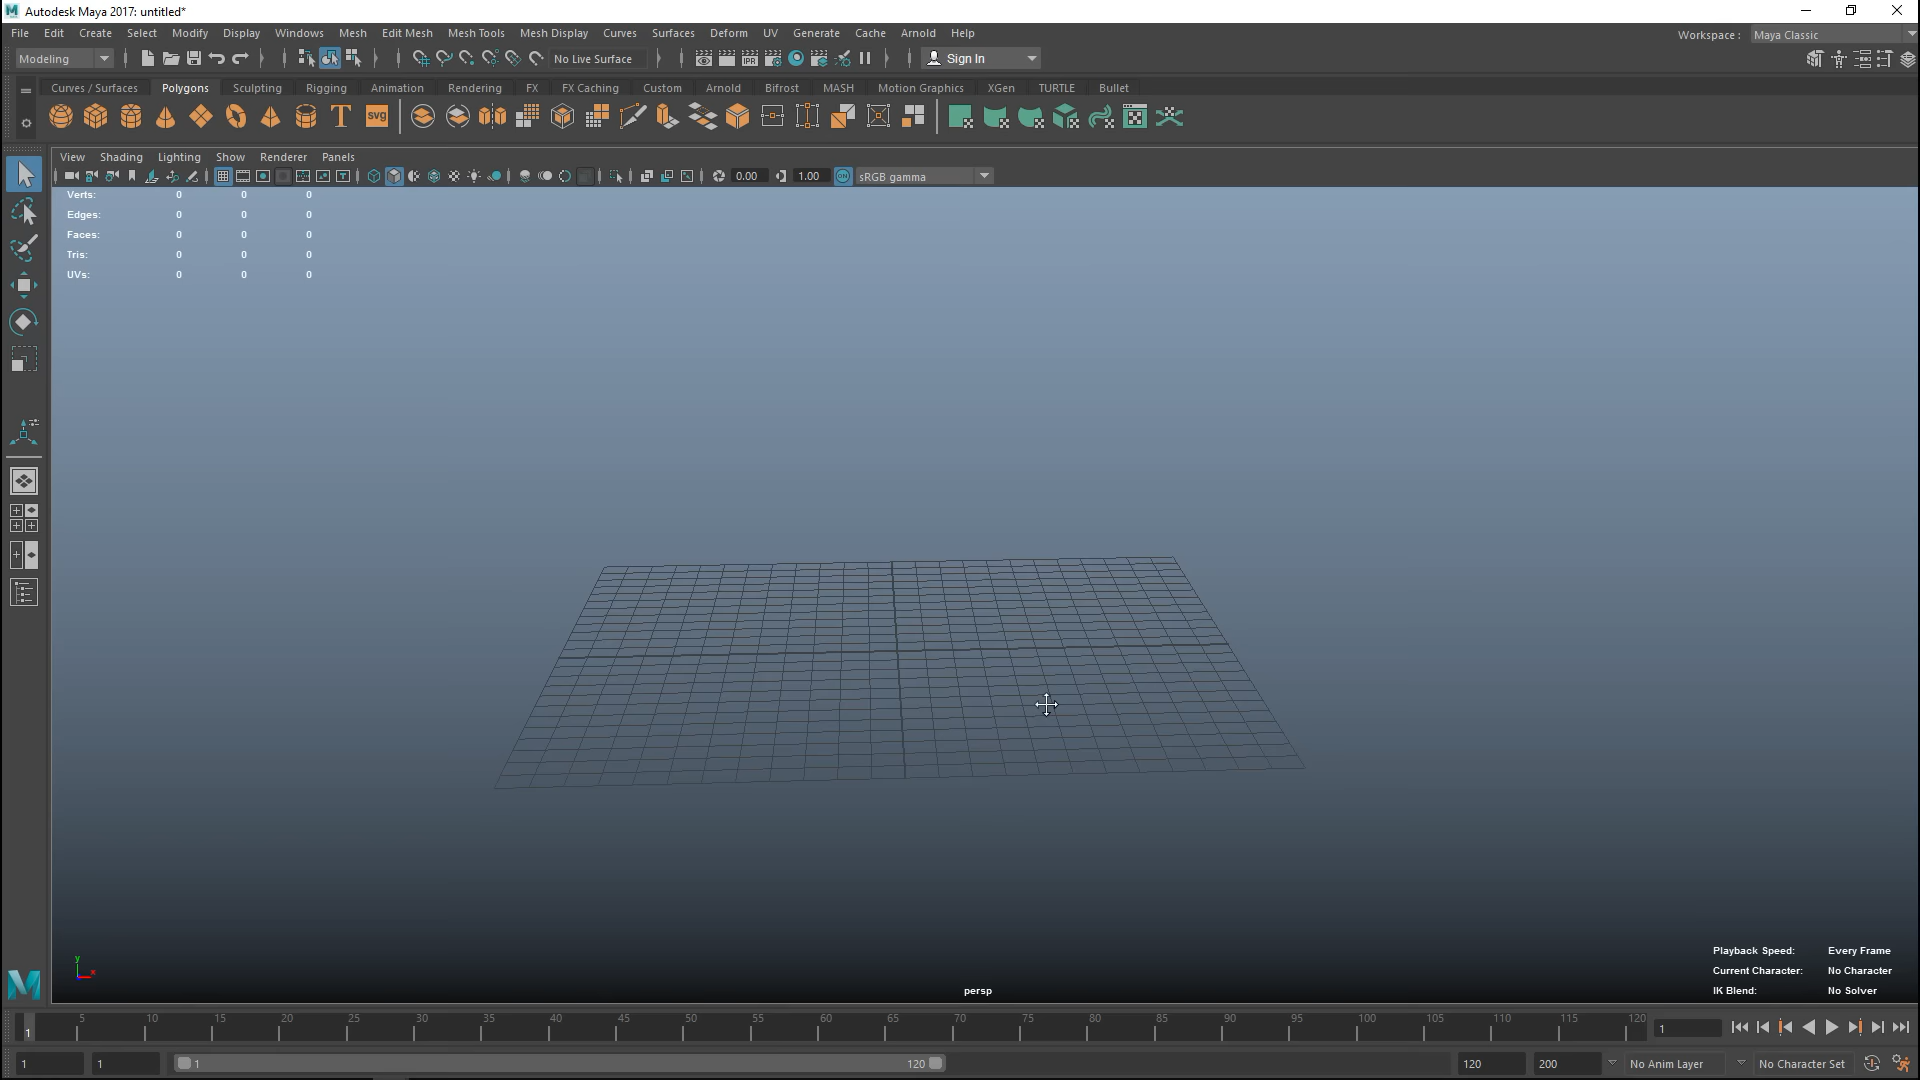 Autodesk Maya 2017: untitled*
File Edit Create Select Modify Display Windows Mesh Edit Mesh Mesh Tools Mesh Display Curves Surfaces Deform UV Generate Cache Arnold Help Workspace : Maya Classic
Modeling No Live Surface IPR Sign In
Curves / Surfaces Polygons Sculpting Rigging Animation Rendering FX FX Caching Custom Arnold Bifrost MASH Motion Graphics XGen TURTLE Bullet
T SVG
View Shading Lighting Show Renderer Panels
0.00 1.00 ON sRGB gamma
Verts: 0 0 0
Edges: 0 0 0
Faces: 0 0 0
Tris: 0 0 0
UVs: 0 0 0
Playback Speed: Every Frame
Current Character: No Character
IK Blend: No Solver
y
x
persp
1 5 10 15 20 25 30 35 40 45 50 55 60 65 70 75 80 85 90 95 100 105 110 115 120 1
1 1 1 120 120 200 No Anim Layer No Character Set